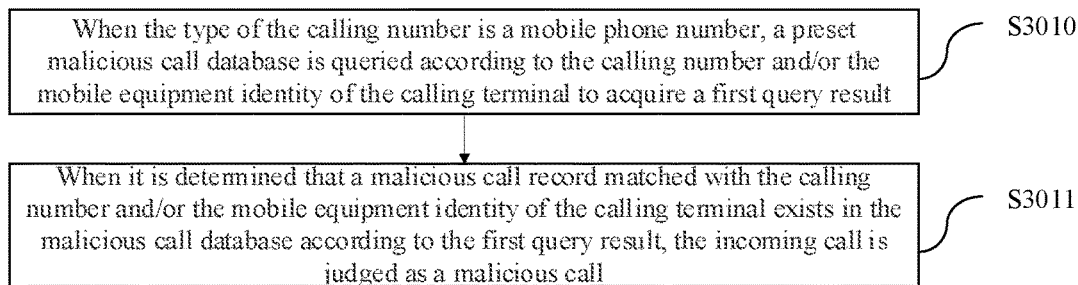 When the type of the calling number is a mobile phone number, a preset
malicious call database is queried according to the calling number and/or the
mobile equipment identity of the calling terminal to acquire a first query result
S3010
When it is determined that a malicious call record matched with the calling
number and/or the mobile equipment identity of the calling terminal exists in the
malicious call database according to the first query result, the incoming call is
judged as a malicious call
S3011